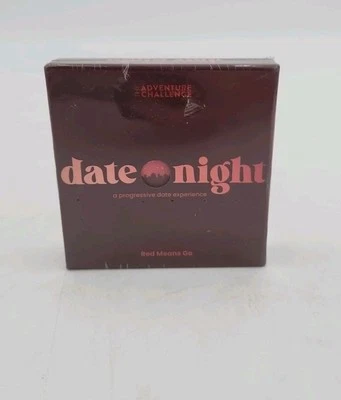 THE ADVENTURE
CHALLENGE
date night
a progressive date experience
Red Means Go